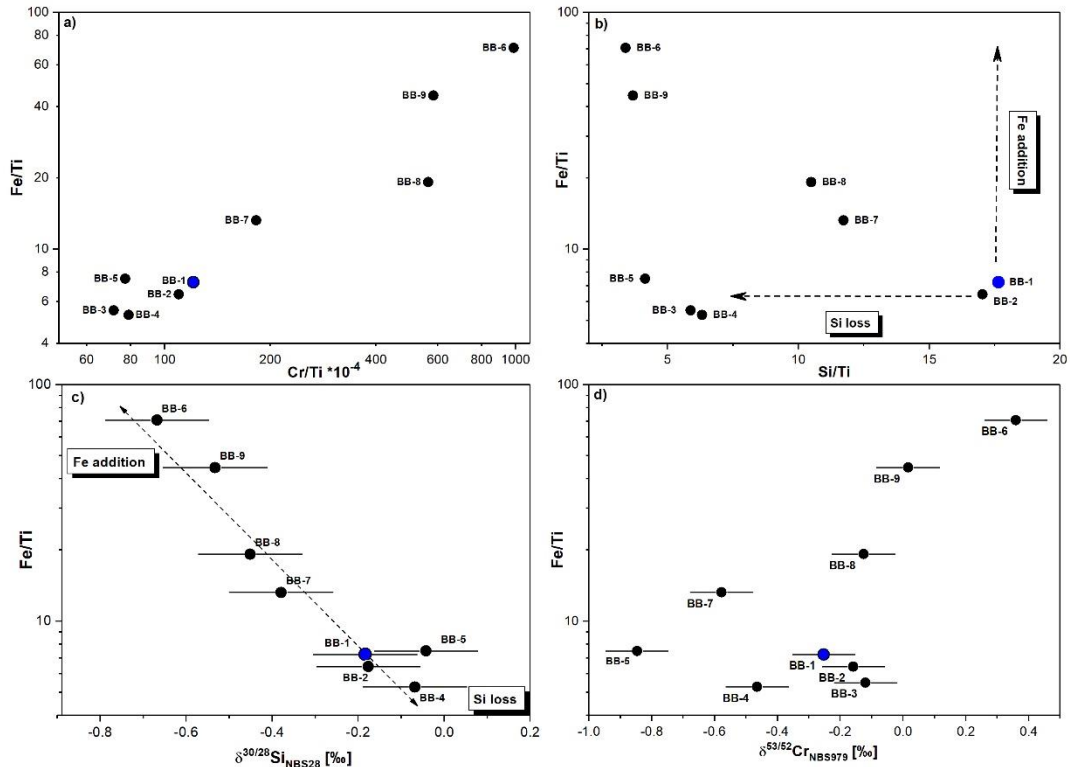 a)
100
80
60
40
20
10
8
6
4
Fe/Ti
BB-6
BB-9
BB-8
BB-7
BB-5
BB-1
BB-2
BB-3
BB-4
60 80 100 200 400 600 800 1000
Cr/Ti *10-4
b)
100
10
Fe/Ti
BB-6
BB-9
BB-8
BB-7
BB-5
BB-1
BB-2
BB-3
BB-4
Fe addition
Si loss
5 10 15 20
Si/Ti
c)
100
10
Fe/Ti
BB-6
Fe addition
BB-9
BB-8
BB-7
BB-1
BB-5
BB-2
BB-4
Si loss
-0.8 -0.6 -0.4 -0.2 0.0 0.2
δ30/28SiNBS28 [‰]
d)
100
10
Fe/Ti
BB-6
BB-9
BB-8
BB-7
BB-5
BB-1
BB-2
BB-4
BB-3
-1.0 -0.8 -0.6 -0.4 -0.2 0.0 0.2 0.4 0.6
δ53/52CrNBS979 [‰]